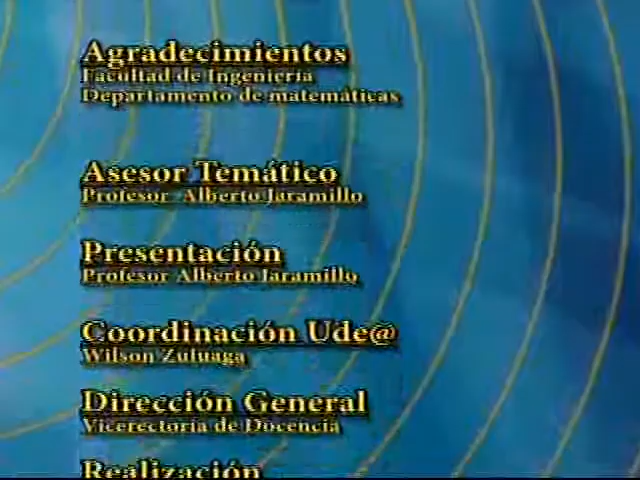 Agradecimientos
Facultad de Ingeniería
Departamento de matemáticas
Asesor Temático
Profesor Alberto Jaramillo
Presentación
Profesor Alberto Jaramillo
Coordinación Ude@
Wilson Zuluaga
Dirección General
Vicerectoría de Docencia
Realización